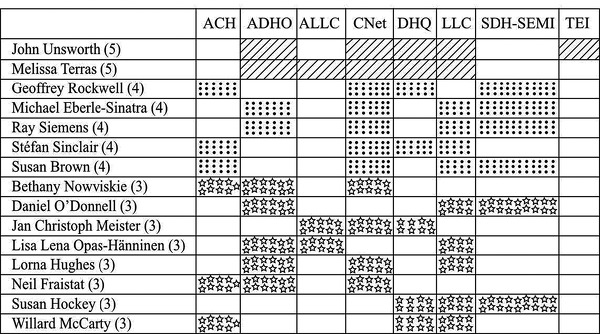 ACH ADHO ALLC CNet DHQ LLC SDH-SEMI TEI
John Unsworth (5)
Melissa Terras (5)
Geoffrey Rockwell (4)
Michael Eberle-Sinatra (4)
Ray Siemens (4)
Stéfan Sinclair (4)
Susan Brown (4)
Bethany Nowviskie (3)
Daniel O’Donnell (3)
Jan Christoph Meister (3)
Lisa Lena Opas-Hänninen (3)
Lorna Hughes (3)
Neil Fraistat (3)
Susan Hockey (3)
Willard McCarty (3)